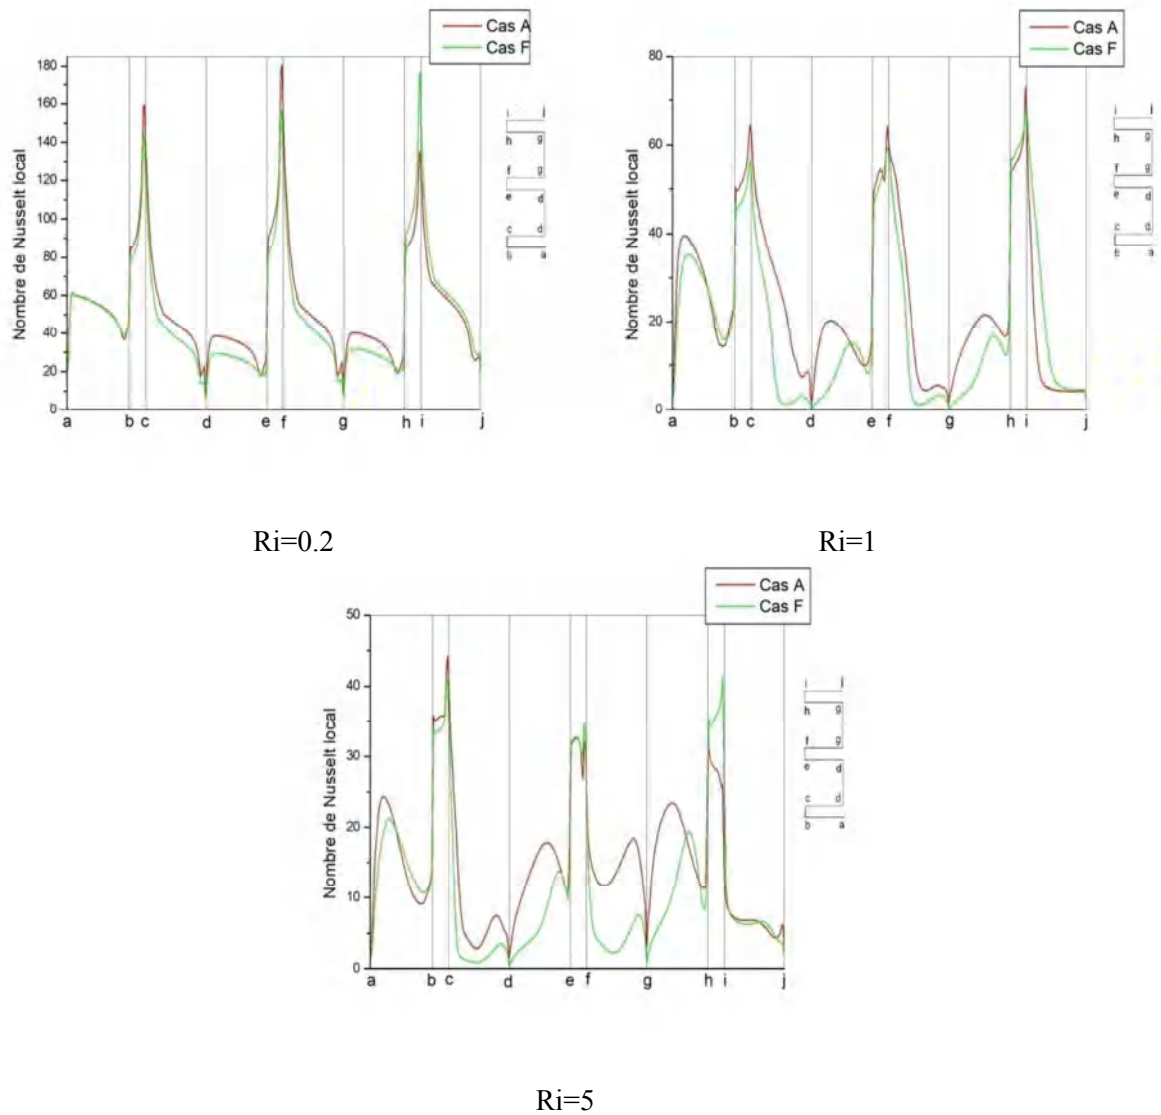 Cas A
Cas F
Nombre de Nusselt local
180
160
140
120
100
80
60
40
20
0
a b c d e f g h i j
i j
h g
f g
e d
c d
b a
Ri=0.2
Cas A
Cas F
Nombre de Nusselt local
80
60
40
20
0
a b c d e f g h i j
i j
h g
f g
e d
c d
b a
Ri=1
Cas A
Cas F
Nombre de Nusselt local
50
40
30
20
10
0
a b c d e f g h i j
i j
h g
f g
e d
c d
b a
Ri=5